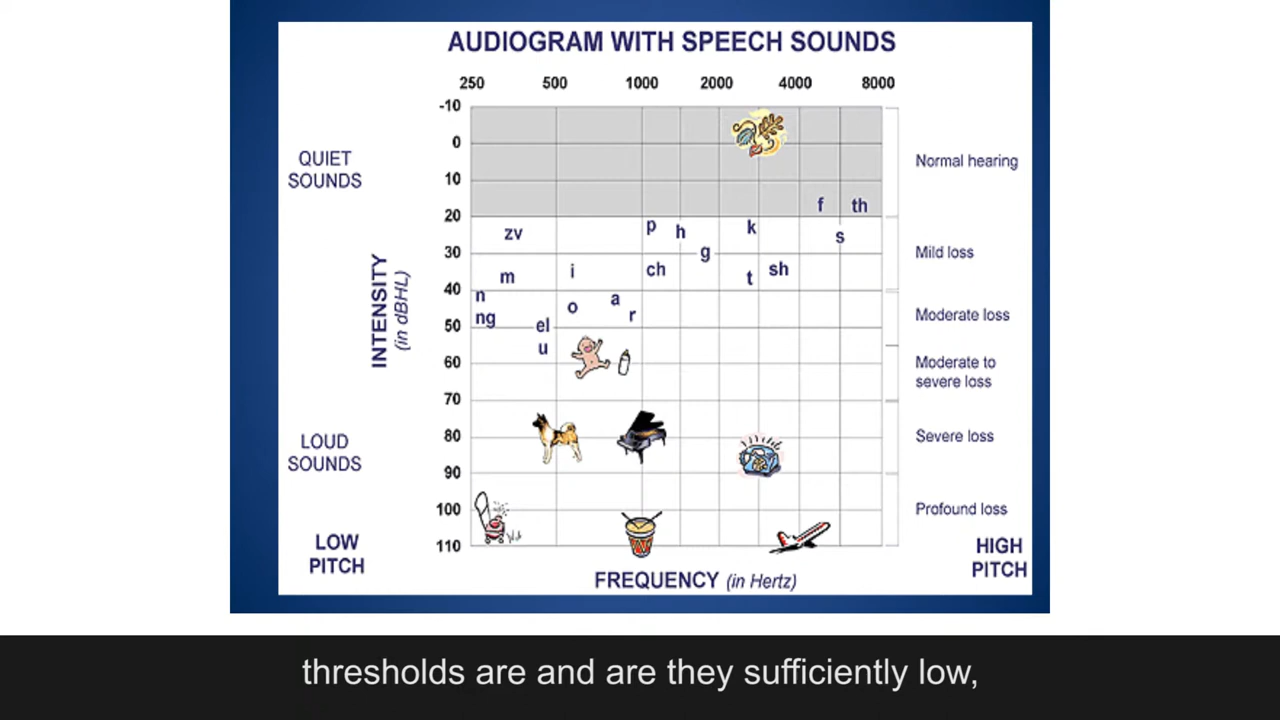 AUDIOGRAM WITH SPEECH SOUNDS
250 500 1000 2000 4000 8000
-10
0
QUIET
SOUNDS
Normal hearing
10
f th
20
zv p h k s
30
g
Mild loss
m i ch t sh
40
n
o a r
ng
Moderate loss
50
el
u
60
Moderate to
severe loss
70
INTENSITY
(in dBHL)
80
LOUD
SOUNDS
Severe loss
90
100
Profound loss
110
LOW
PITCH
HIGH
PITCH
FREQUENCY (in Hertz)
thresholds are and are they sufficiently low,